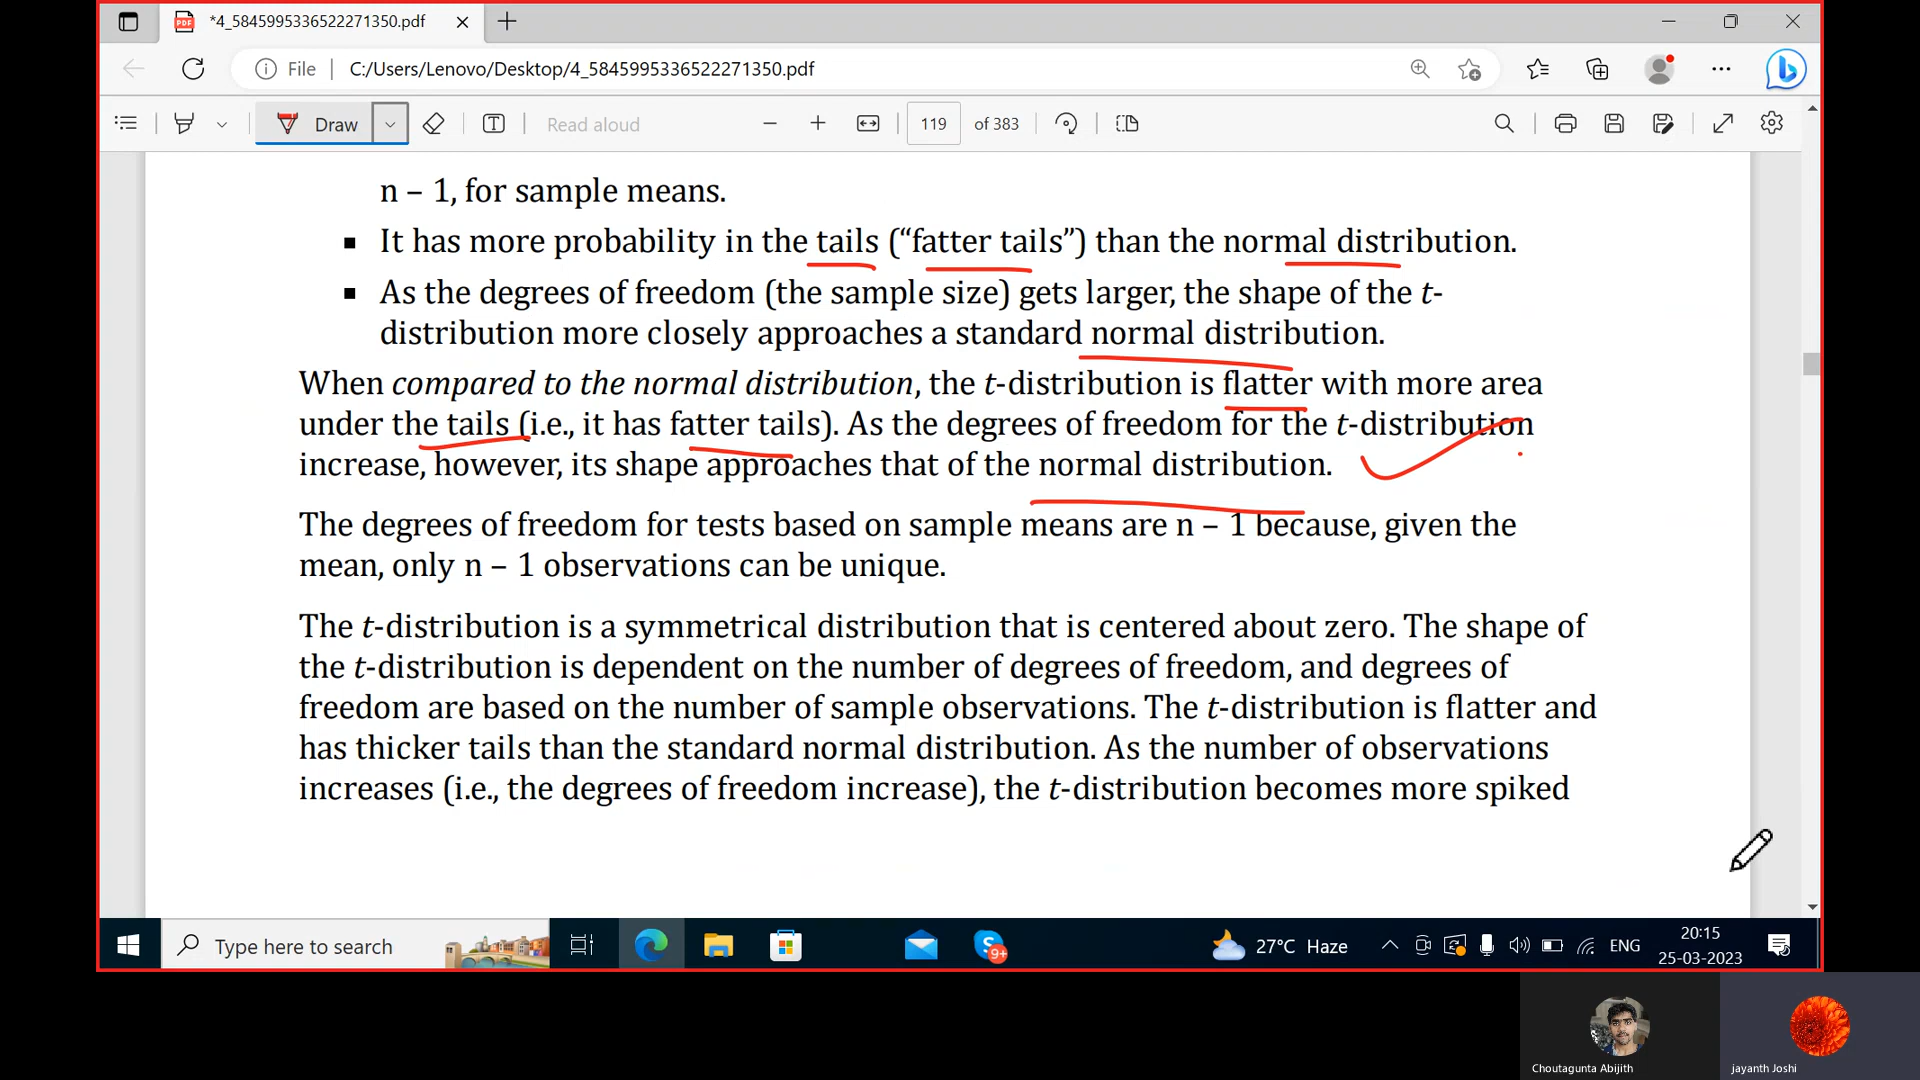 *4_5845995336522271350.pdf
File
C:/Users/Lenovo/Desktop/4_5845995336522271350.pdf
Draw
Read aloud
119
of 383
n – 1, for sample means.
▪ It has more probability in the tails (“fatter tails”) than the normal distribution.
▪ As the degrees of freedom (the sample size) gets larger, the shape of the t-
distribution more closely approaches a standard normal distribution.
When compared to the normal distribution, the t-distribution is flatter with more area
under the tails (i.e., it has fatter tails). As the degrees of freedom for the t-distribution
increase, however, its shape approaches that of the normal distribution.
The degrees of freedom for tests based on sample means are n – 1 because, given the
mean, only n – 1 observations can be unique.
The t-distribution is a symmetrical distribution that is centered about zero. The shape of
the t-distribution is dependent on the number of degrees of freedom, and degrees of
freedom are based on the number of sample observations. The t-distribution is flatter and
has thicker tails than the standard normal distribution. As the number of observations
increases (i.e., the degrees of freedom increase), the t-distribution becomes more spiked
Type here to search
9+
27°C Haze
ENG
20:15
25-03-2023
Choutagunta Abijith
jayanth Joshi